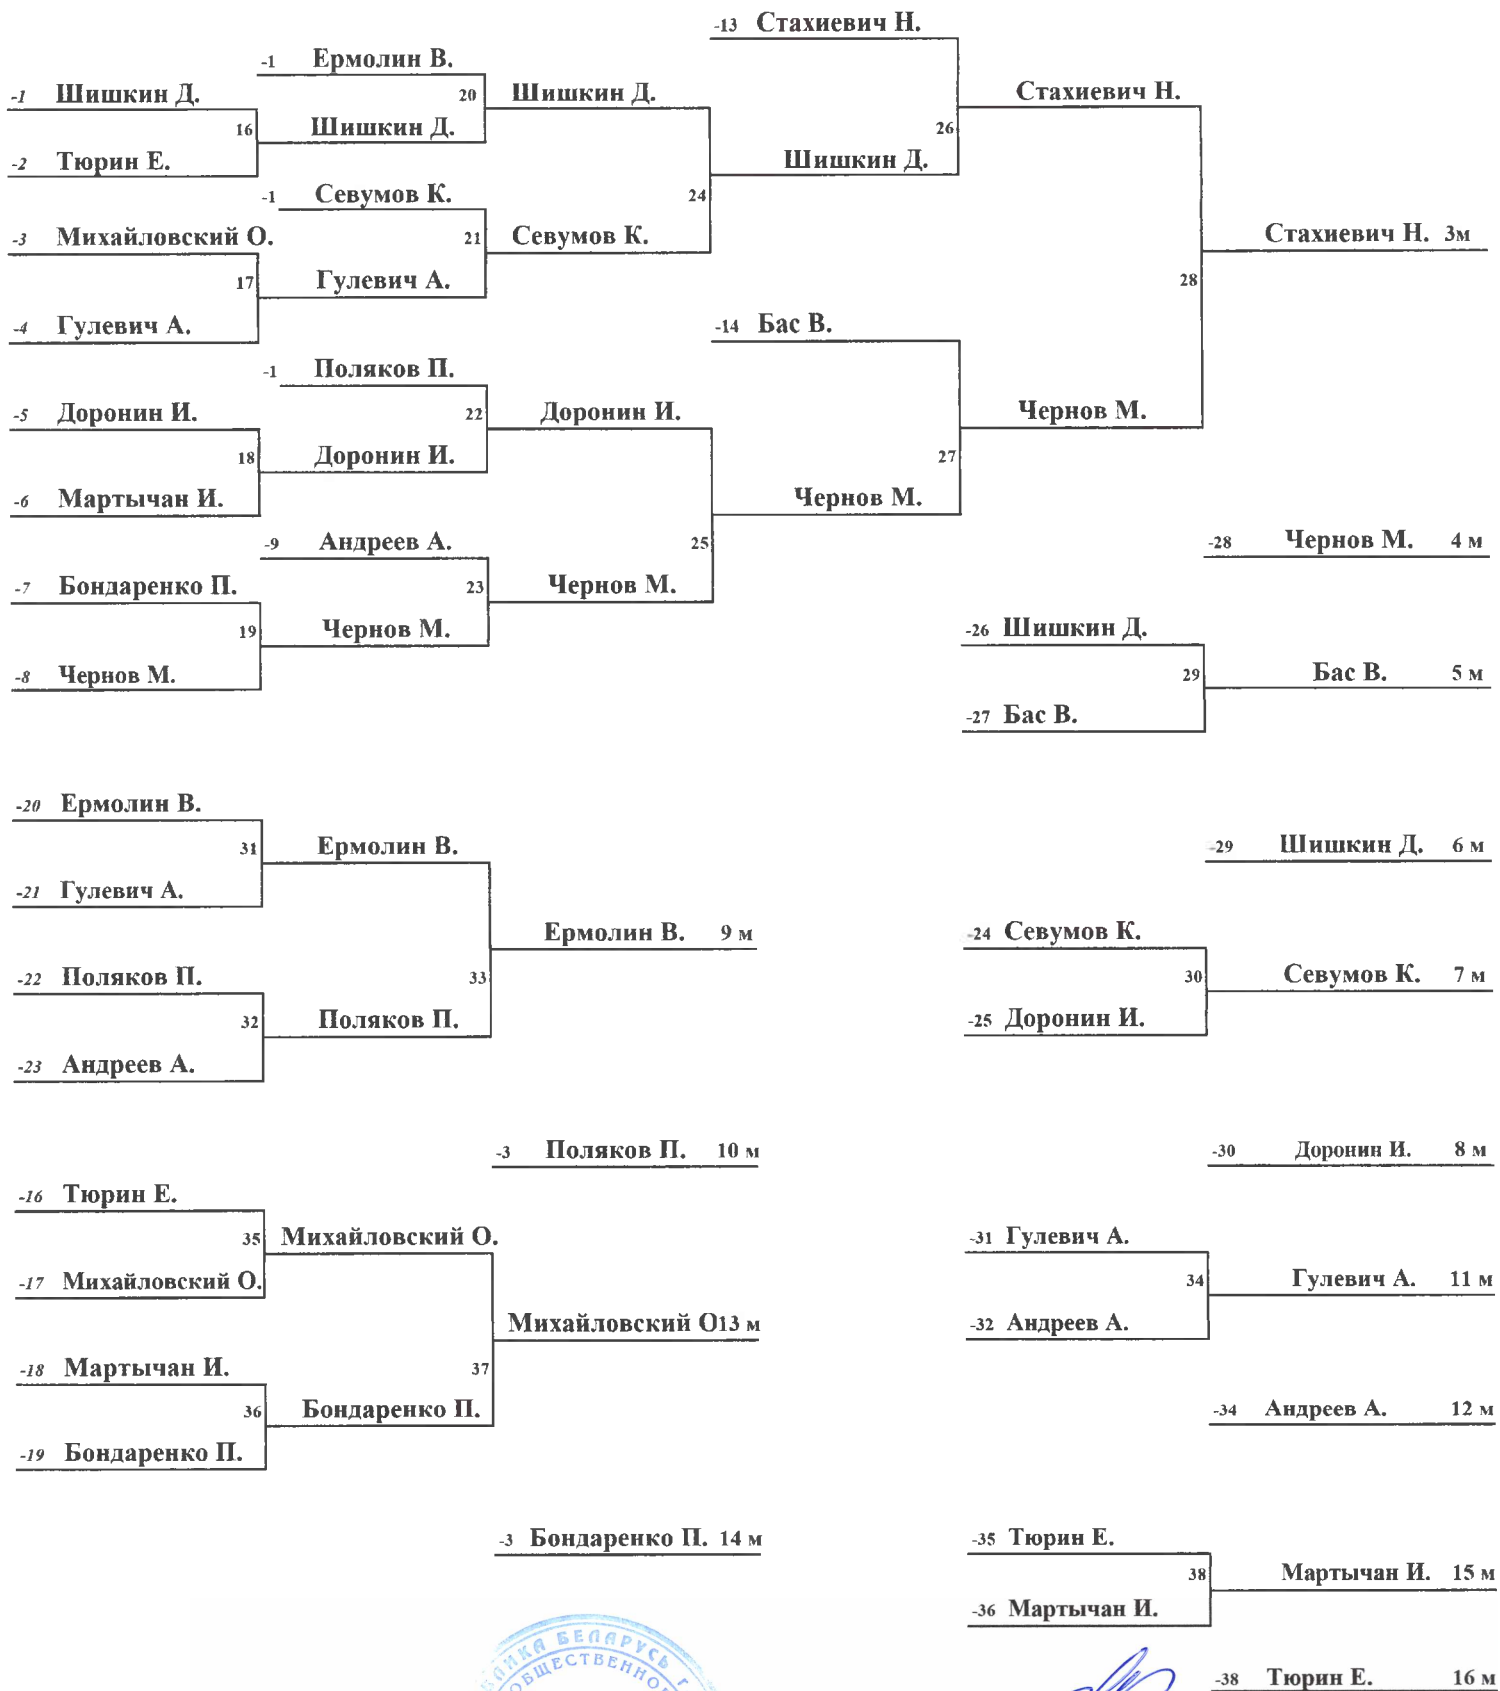 -13 Стахиевич Н.
-1 Ермолин В.
-1 Шишкин Д. 20 Шишкин Д. Стахиевич Н.
16 Шишкин Д. 26
-2 Тюрин Е. Шишкин Д.
-1 Севумов К. 24
-3 Михайловский О. 21 Севумов К. Стахиевич Н. 3м
17 Гулевич А. 28
-4 Гулевич А. -14 Бас В.
-1 Поляков П.
-5 Доронин И. 22 Доронин И. Чернов М.
18 Доронин И. 27
-6 Мартычан И. Чернов М.
-9 Андреев А. 25 -28 Чернов М. 4 м
-7 Бондаренко П. 23 Чернов М.
19 Чернов М. -26 Шишкин Д.
-8 Чернов М. 29 Бас В. 5 м
-27 Бас В.
-20 Ермолин В.
31 Ермолин В. -29 Шишкин Д. 6 м
-21 Гулевич А.
Ермолин В. 9 м -24 Севумов К.
-22 Поляков П. 33 30 Севумов К. 7 м
32 Поляков П. -25 Доронин И.
-23 Андреев А.
-3 Поляков П. 10 м -30 Доронин И. 8 м
-16 Тюрин Е.
35 Михайловский О. -31 Гулевич А.
-17 Михайловский О. 34 Гулевич А. 11 м
Михайловский О 13 м -32 Андреев А.
-18 Мартычан И. 37
36 Бондаренко П. -34 Андреев А. 12 м
-19 Бондаренко П.
-3 Бондаренко П. 14 м -35 Тюрин Е.
38 Мартычан И. 15 м
-36 Мартычан И.
БЕЛАРУСЬ
-38 Тюрин Е. 16 м